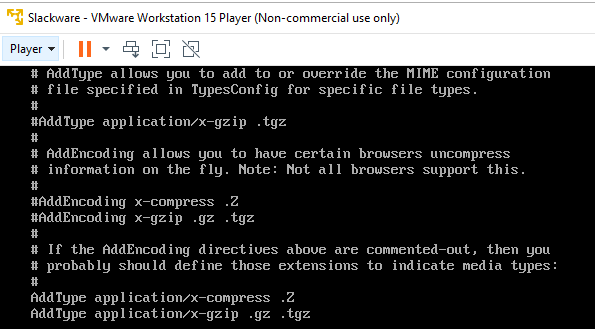 Slackware - VMware Workstation 15 Player (Non-commercial use only)
Player
# AddType allows you to add to or override the MIME configuration
# file specified in TypesConfig for specific file types.
#
#AddType application/x-gzip .tgz
#
# AddEncoding allows you to have certain browsers uncompress
# information on the fly. Note: Not all browsers support this.
#
#AddEncoding x-compress .Z
#AddEncoding x-gzip .gz .tgz
#
# If the AddEncoding directives above are commented-out, then you
# probably should define those extensions to indicate media types:
#
AddType application/x-compress .Z
AddType application/x-gzip .gz .tgz